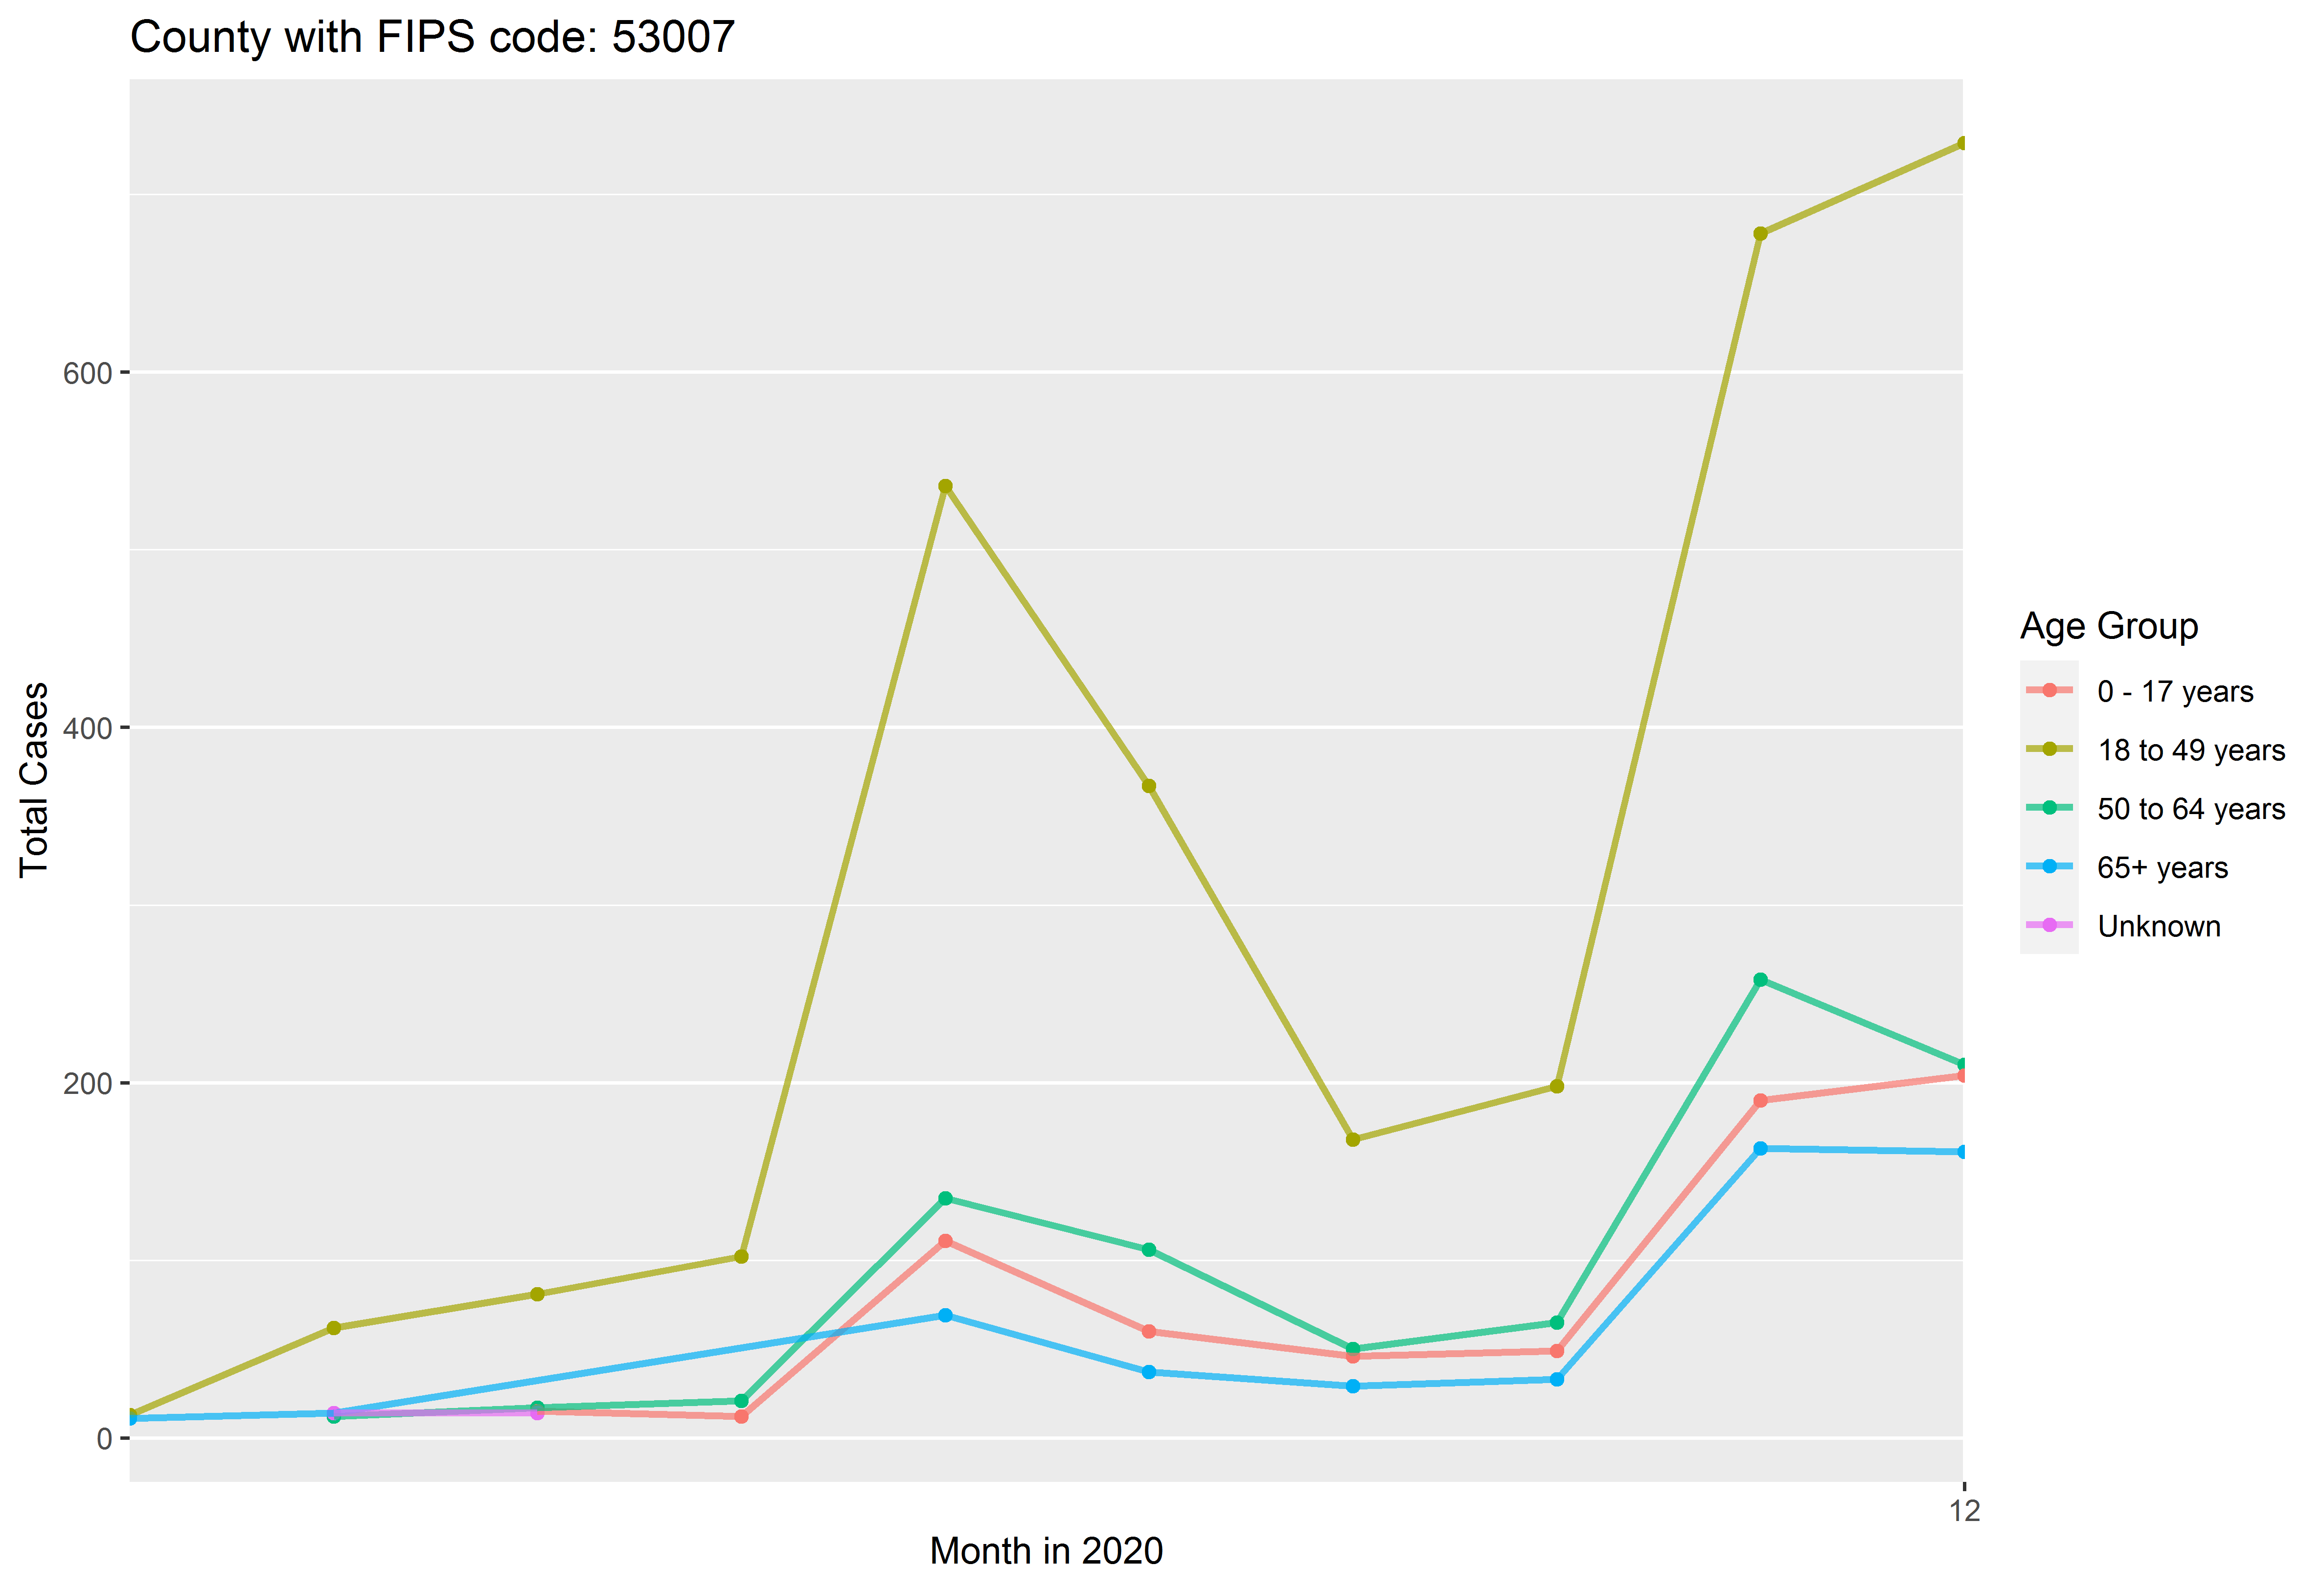 County with FIPS code: 53007
Total Cases
600
400
200
0
12
Month in 2020
Age Group
0 - 17 years
18 to 49 years
50 to 64 years
65+ years
Unknown